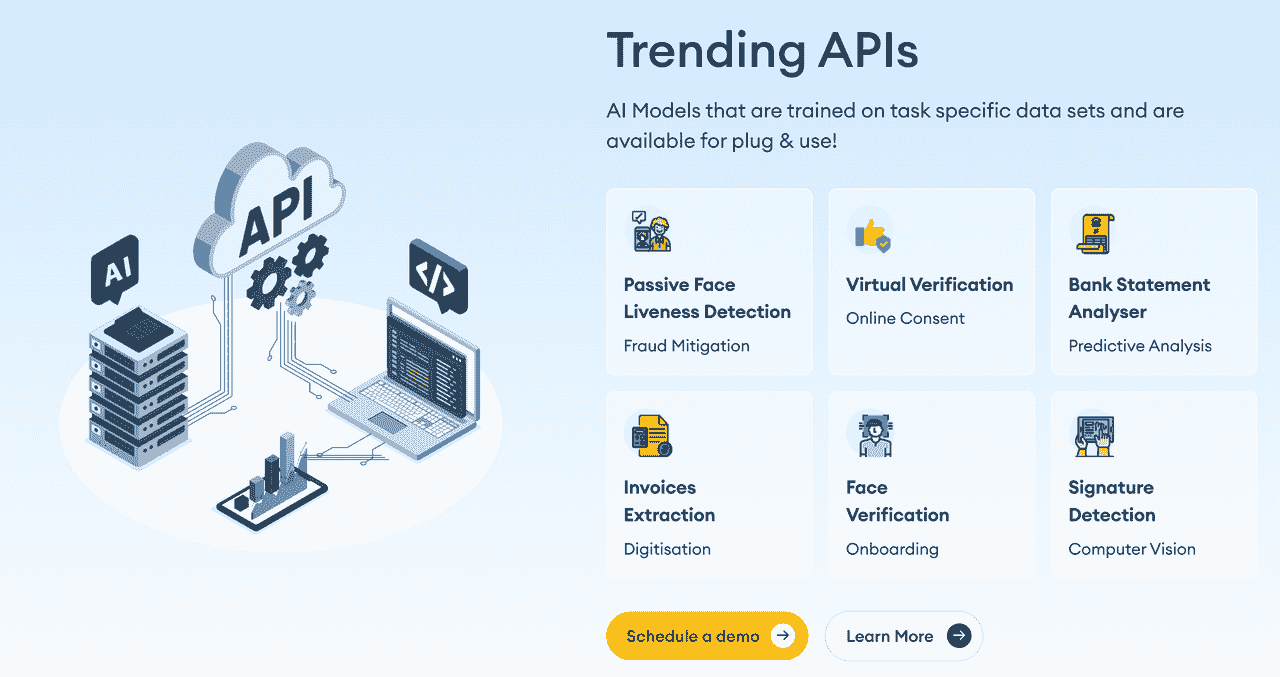 Trending APIs
AI Models that are trained on task specific data sets and are
available for plug & use!
API
AI
</>
Passive Face
Liveness Detection
Fraud Mitigation
Virtual Verification
Online Consent
Bank Statement
Analyser
Predictive Analysis
Invoices
Extraction
Digitisation
Face
Verification
Onboarding
Signature
Detection
Computer Vision
Schedule a demo
Learn More